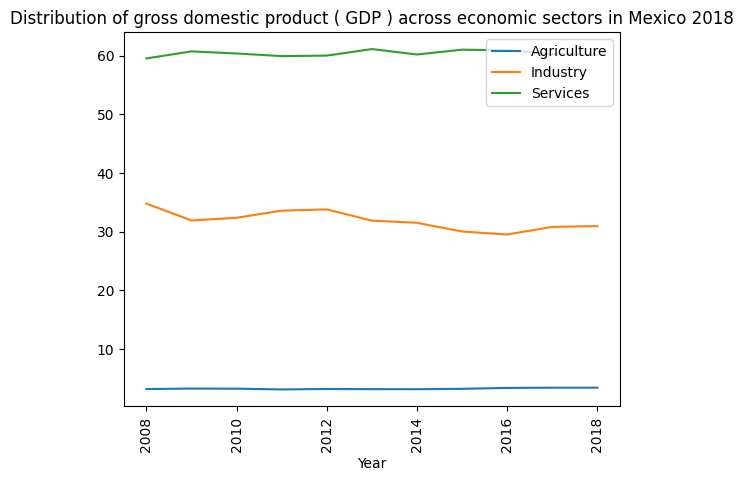 Distribution of gross domestic product ( GDP ) across economic sectors in Mexico 2018
Agriculture
Industry
Services
60
50
40
30
20
10
2008
2010
2012
2014
2016
2018
Year